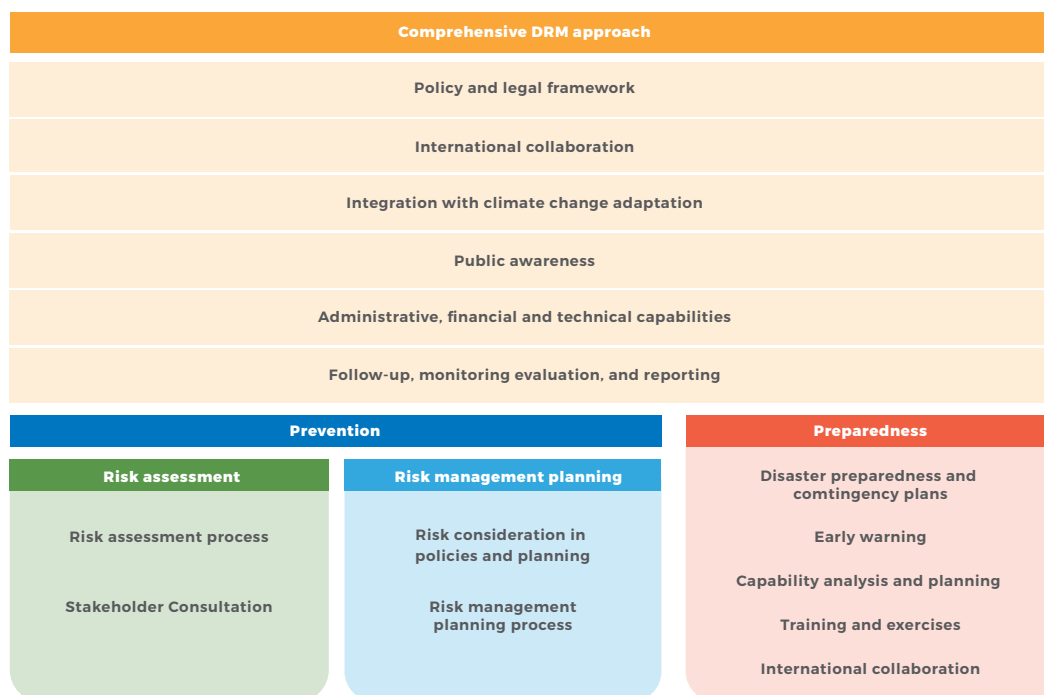 Comprehensive DRM approach
Policy and legal framework
International collaboration
Integration with climate change adaptation
Public awareness
Administrative, financial and technical capabilities
Follow-up, monitoring evaluation, and reporting
Prevention
Risk assessment
Risk assessment process
Stakeholder Consultation
Risk management planning
Risk consideration in
policies and planning
Risk management
planning process
Preparedness
Disaster preparedness and
comtingency plans
Early warning
Capability analysis and planning
Training and exercises
International collaboration